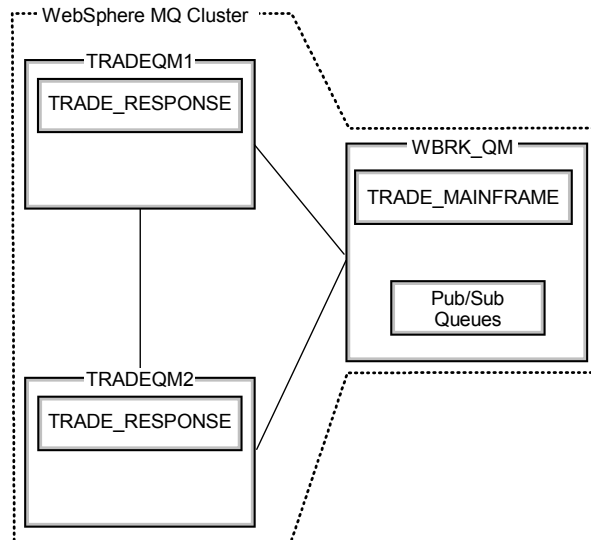 WebSphere MQ Cluster
TRADEQM1
TRADE_RESPONSE
WBRK_QM
TRADE_MAINFRAME
Pub/Sub
Queues
TRADEQM2
TRADE_RESPONSE